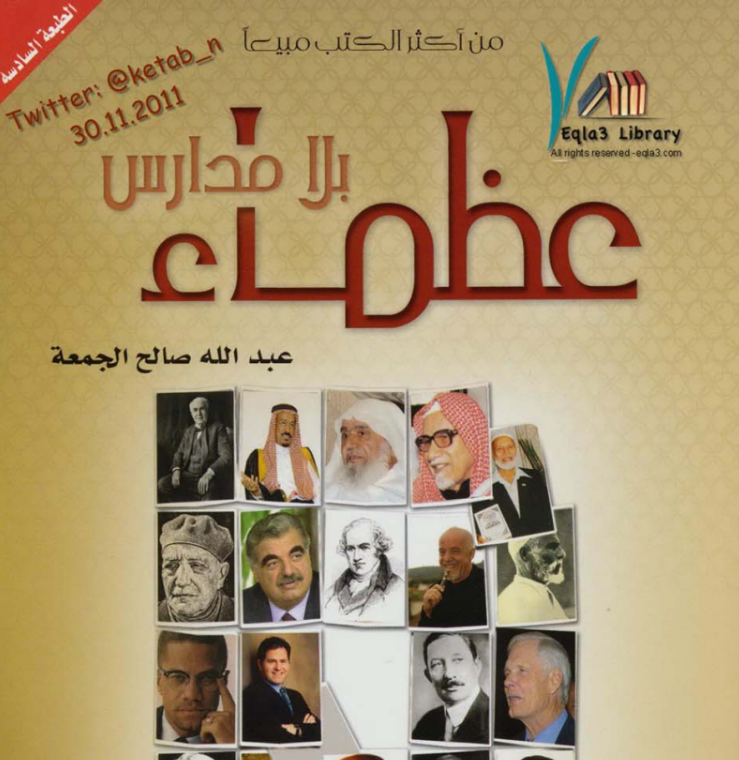 الطبعة السادسة
من أكثر الكتب مبيعاً
Twitter: @ketab_n
30.11.2011
Eqla3 Library
All rights reserved - eqla3.com
عظماء
بلا مدارس
عبد الله صالح الجمعة